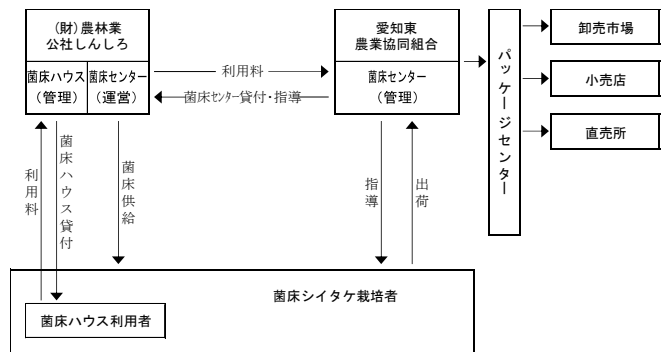 (財)農林業
公社しんしろ
菌床ハウス
(管理)
菌床センター
(運営)
利用料
菌床センター貸付・指導
愛知東
農業協同組合
菌床センター
(管理)
パッケージセンター
卸売市場
小売店
直売所
利用料
菌床ハウス貸付
菌床供給
指導
出荷
菌床シイタケ栽培者
菌床ハウス利用者